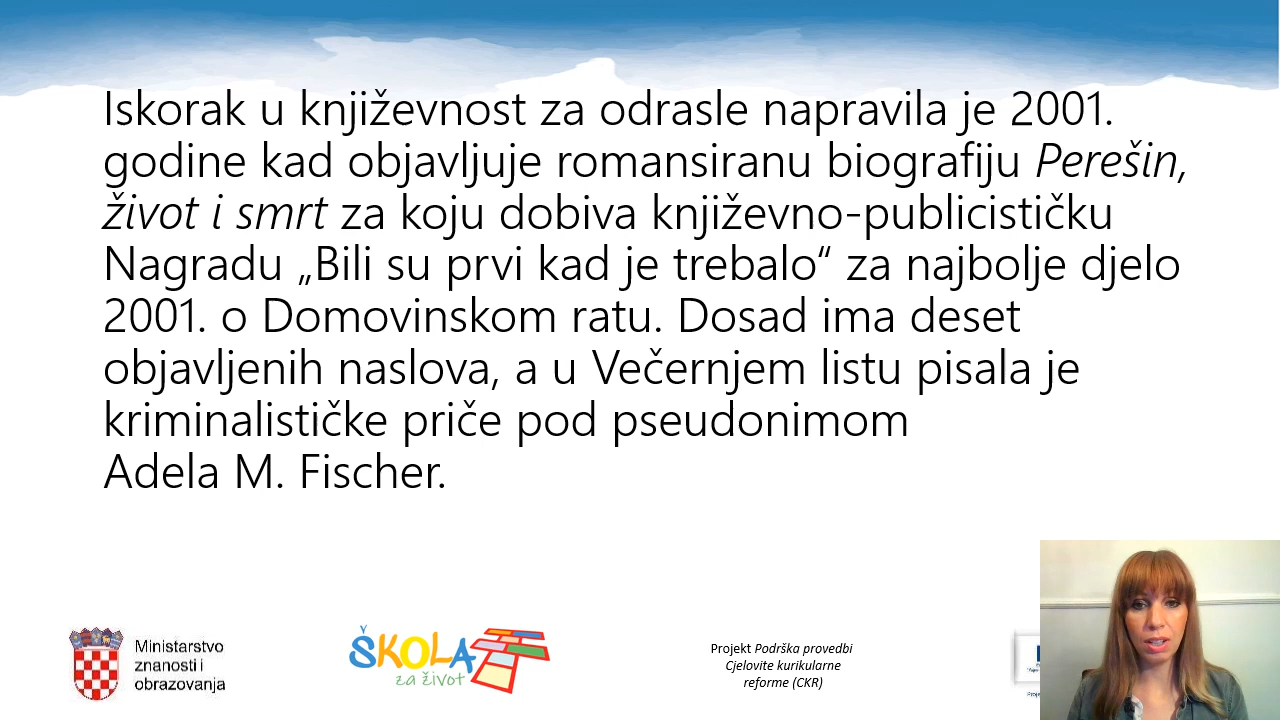 Iskorak u književnost za odrasle napravila je 2001.
godine kad objavljuje romansiranu biografiju Perešin,
život i smrt za koju dobiva književno-publicističku
Nagradu „Bili su prvi kad je trebalo“ za najbolje djelo
2001. o Domovinskom ratu. Dosad ima deset
objavljenih naslova, a u Večernjem listu pisala je
kriminalističke priče pod pseudonimom
Adela M. Fischer.
Ministarstvo
znanosti i
obrazovanja
ŠKOLA
za život
Projekt Podrška provedbi
Cjelovite kurikularne
reforme (CKR)